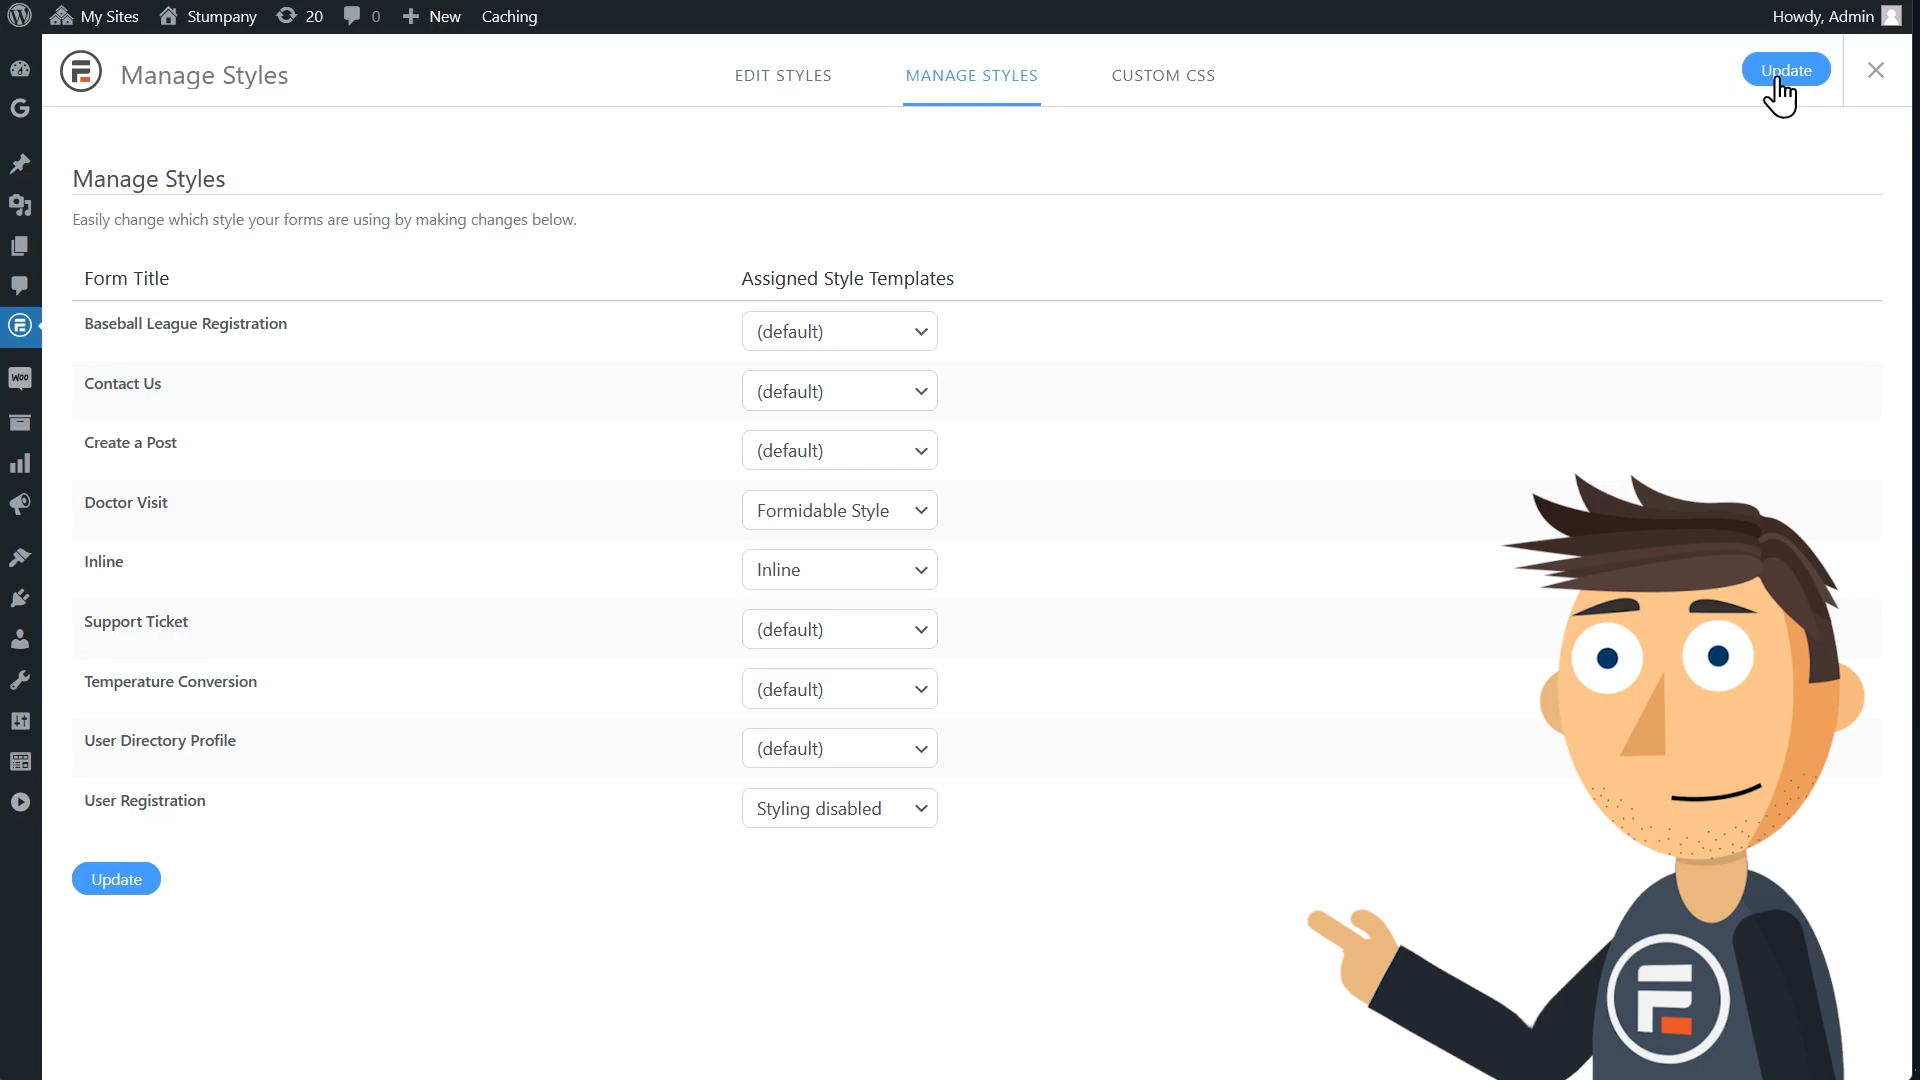 My Sites Stumpany 20 0 New Caching Howdy, Admin
Manage Styles EDIT STYLES MANAGE STYLES CUSTOM CSS Update
Manage Styles
Easily change which style your forms are using by making changes below.
Form Title Assigned Style Templates
Baseball League Registration (default)
Contact Us (default)
Create a Post (default)
Doctor Visit Formidable Style
Inline Inline
Support Ticket (default)
Temperature Conversion (default)
User Directory Profile (default)
User Registration Styling disabled
Update